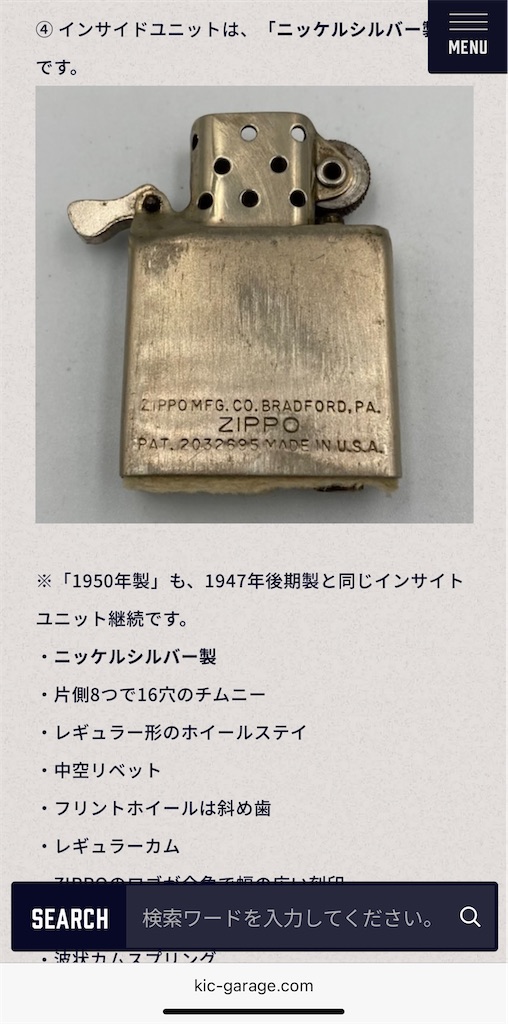 ④ インサイドユニットは、「ニッケルシルバー
です。
MENU
ZIPPO MFG. CO. BRADFORD, PA.
ZIPPO
PAT. 2032695 MADE IN U.S.A.
※「1950年製」も、1947年後期製と同じインサイト
ユニット継続です。
・ニッケルシルバー製
・片側8つで16穴のチムニー
・レギュラー形のホイールステイ
・中空リベット
・フリントホイールは斜め歯
・レギュラーカム
SEARCH
検索ワードを入力してください。
・波状カムスプリング
kic-garage.com